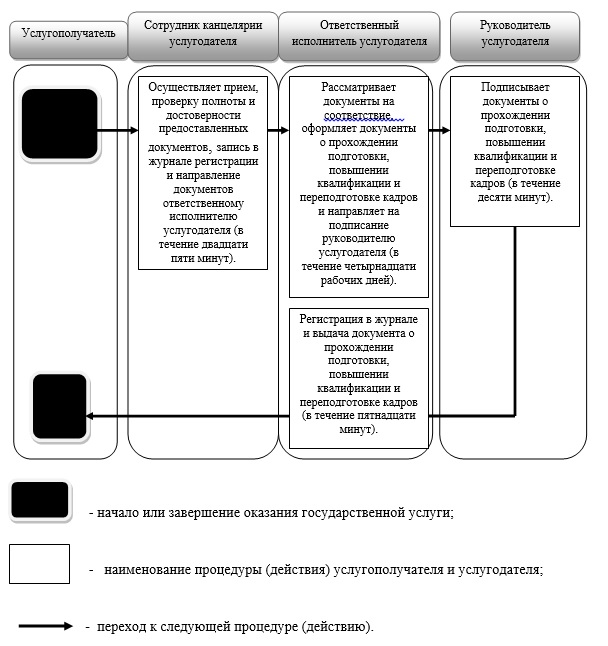 Услугополучатель
Сотрудник канцелярии
услугодателя
Ответственный
исполнитель услугодателя
Руководитель
услугодателя
Осуществляет прием,
проверку полноты и
достоверности
предоставленных
документов, запись в
журнале регистрации
и направление
документов
ответственному
исполнителю
услугодателя (в
течение двадцати
пяти минут).
Рассматривает
документы на
соответствие,
оформляет документы
о прохождении
подготовки,
повышении
квалификации и
переподготовке кадров
и направляет на
подписание
руководителю
услугодателя (в
течение четырнадцати
рабочих дней).
Подписывает
документы о
прохождении
подготовки,
повышении
квалификации и
переподготовке
кадров (в течение
десяти минут).
Регистрация в журнале
и выдача документа о
прохождении
подготовки,
повышении
квалификации и
переподготовке кадров
(в течение пятнадцати
минут).
- начало или завершение оказания государственной услуги;
- наименование процедуры (действия) услугополучателя и услугодателя;
- переход к следующей процедуре (действию).